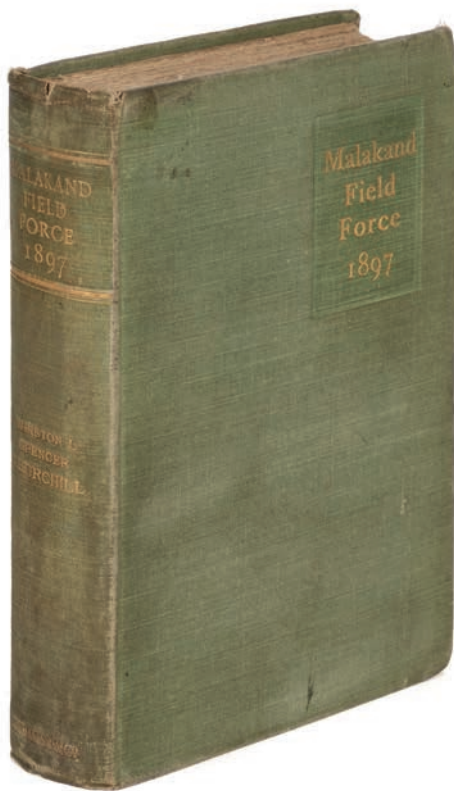 MALAKAND
FIELD
FORCE
1897
WINSTON L.
SPENCER
CHURCHILL
Malakand
Field
Force
1897